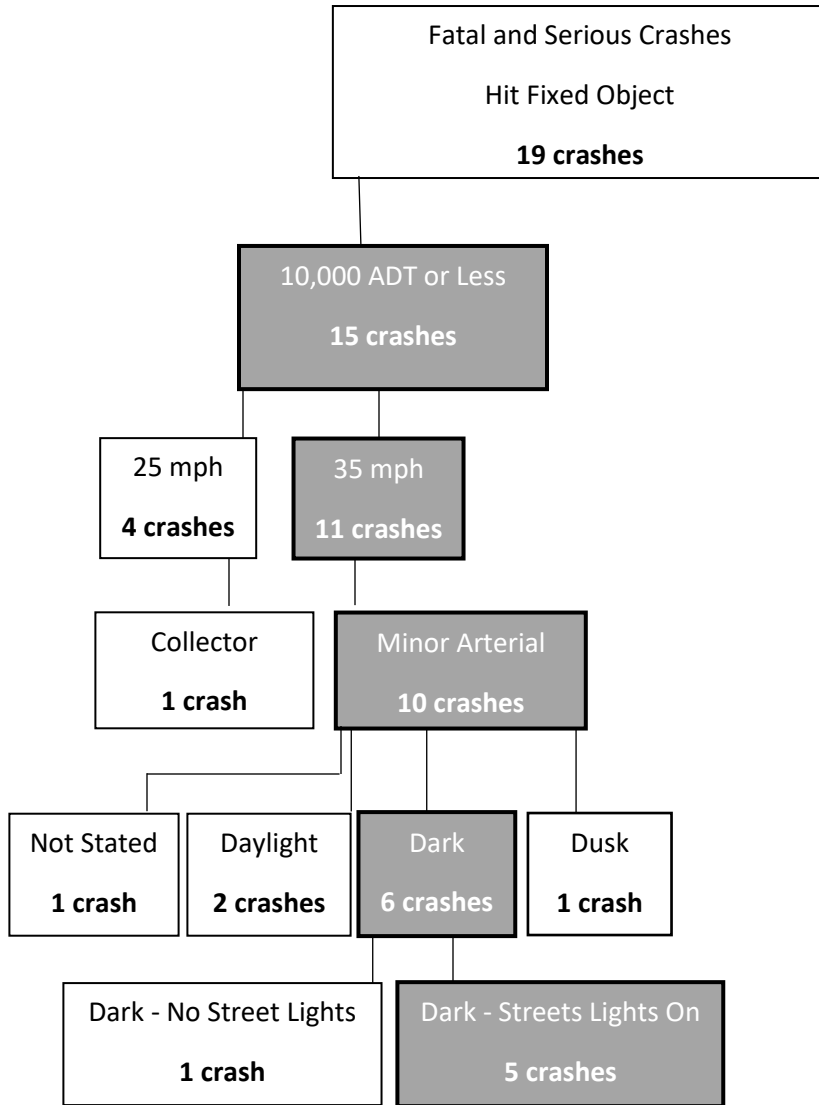 Fatal and Serious Crashes
Hit Fixed Object
19 crashes
10,000 ADT or Less
15 crashes
25 mph
4 crashes
35 mph
11 crashes
Collector
1 crash
Minor Arterial
10 crashes
Not Stated
1 crash
Daylight
2 crashes
Dark
6 crashes
Dusk
1 crash
Dark - No Street Lights
1 crash
Dark - Streets Lights On
5 crashes